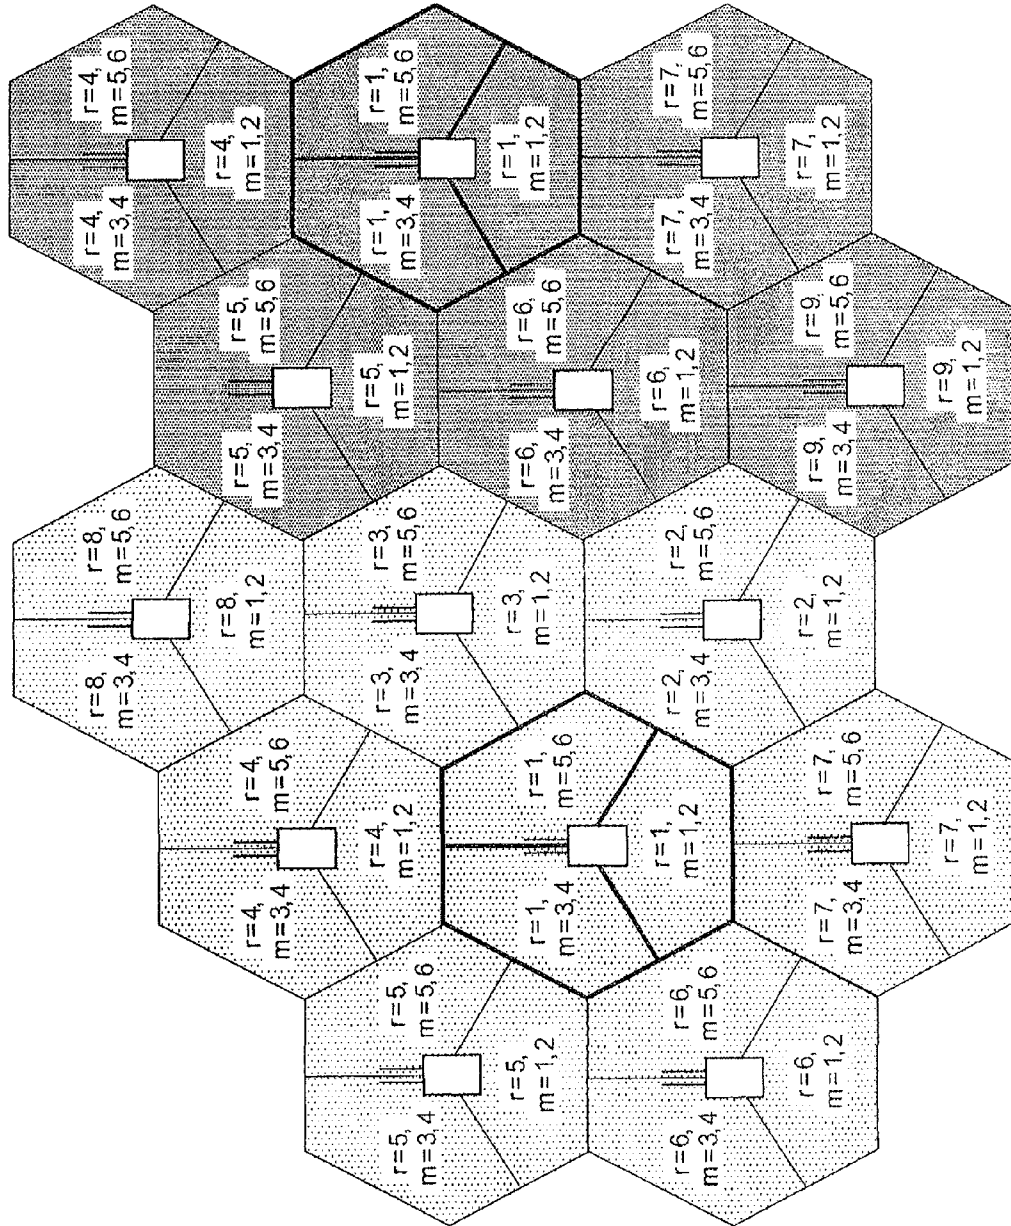 r=8,
m=3,4
r=8,
m=5,6
r=8,
m=1,2
r=4,
m=3,4
r=4,
m=5,6
r=4,
m=1,2
r=4,
m=3,4
r=4,
m=5,6
r=4,
m=1,2
r=5,
m=3,4
r=5,
m=5,6
r=5,
m=1,2
r=5,
m=3,4
r=5,
m=5,6
r=5,
m=1,2
r=3,
m=3,4
r=3,
m=5,6
r=3,
m=1,2
r=1,
m=3,4
r=1,
m=5,6
r=1,
m=1,2
r=1,
m=3,4
r=1,
m=5,6
r=1,
m=1,2
r=6,
m=3,4
r=6,
m=5,6
r=6,
m=1,2
r=6,
m=3,4
r=6,
m=5,6
r=6,
m=1,2
r=2,
m=3,4
r=2,
m=5,6
r=2,
m=1,2
r=7,
m=3,4
r=7,
m=5,6
r=7,
m=1,2
r=7,
m=3,4
r=7,
m=5,6
r=7,
m=1,2
r=9,
m=3,4
r=9,
m=5,6
r=9,
m=1,2